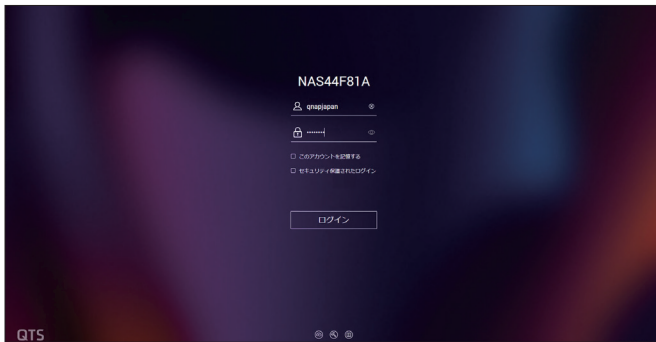 NAS44F81A
qnapjapan
••••••••
このアカウントを記憶する
セキュリティ保護されたログイン
ログイン
QTS